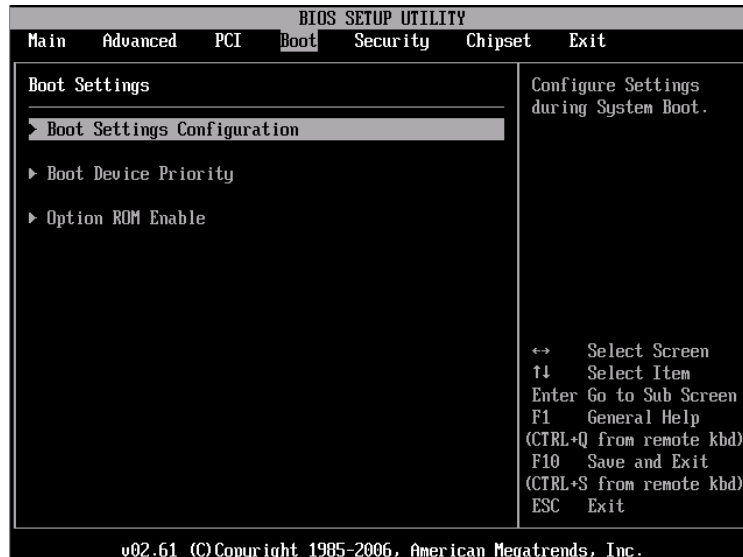 BIOS SETUP UTILITY
Main Advanced PCI Boot Security Chipset Exit
Boot Settings
▶ Boot Settings Configuration
▶ Boot Device Priority
▶ Option ROM Enable
Configure Settings
during System Boot.
↔ Select Screen
↑↓ Select Item
Enter Go to Sub Screen
F1 General Help
(CTRL+Q from remote kbd)
F10 Save and Exit
(CTRL+S from remote kbd)
ESC Exit
v02.61 (C)Copyright 1985-2006, American Megatrends, Inc.